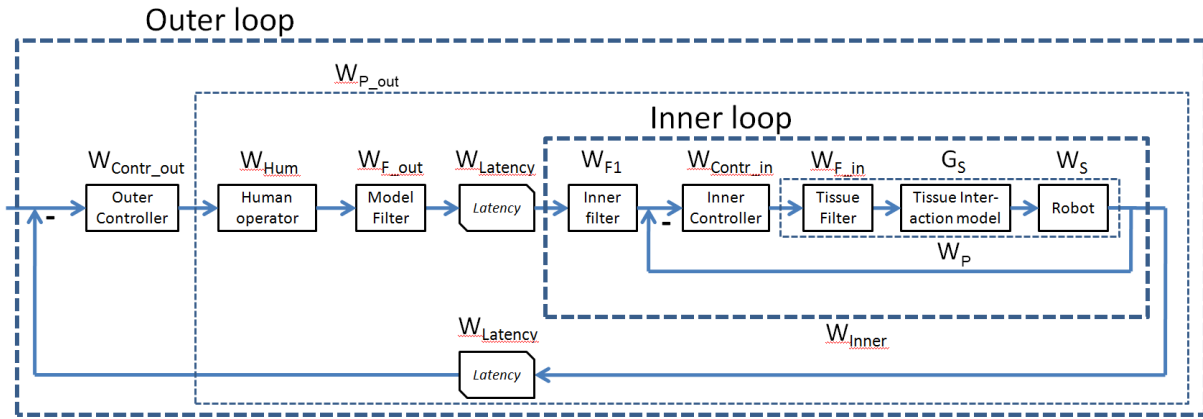 Outer loop
W_P_out
Inner loop
W_Contr_out
W_Hum
W_F_out
W_Latency
W_F1
W_Contr_in
W_F_in
G_S
W_S
Outer
Controller
Human
operator
Model
Filter
Latency
Inner
filter
-
Inner
Controller
Tissue
Filter
Tissue Inter-
action model
Robot
-
W_P
W_Latency
W_Inner
Latency